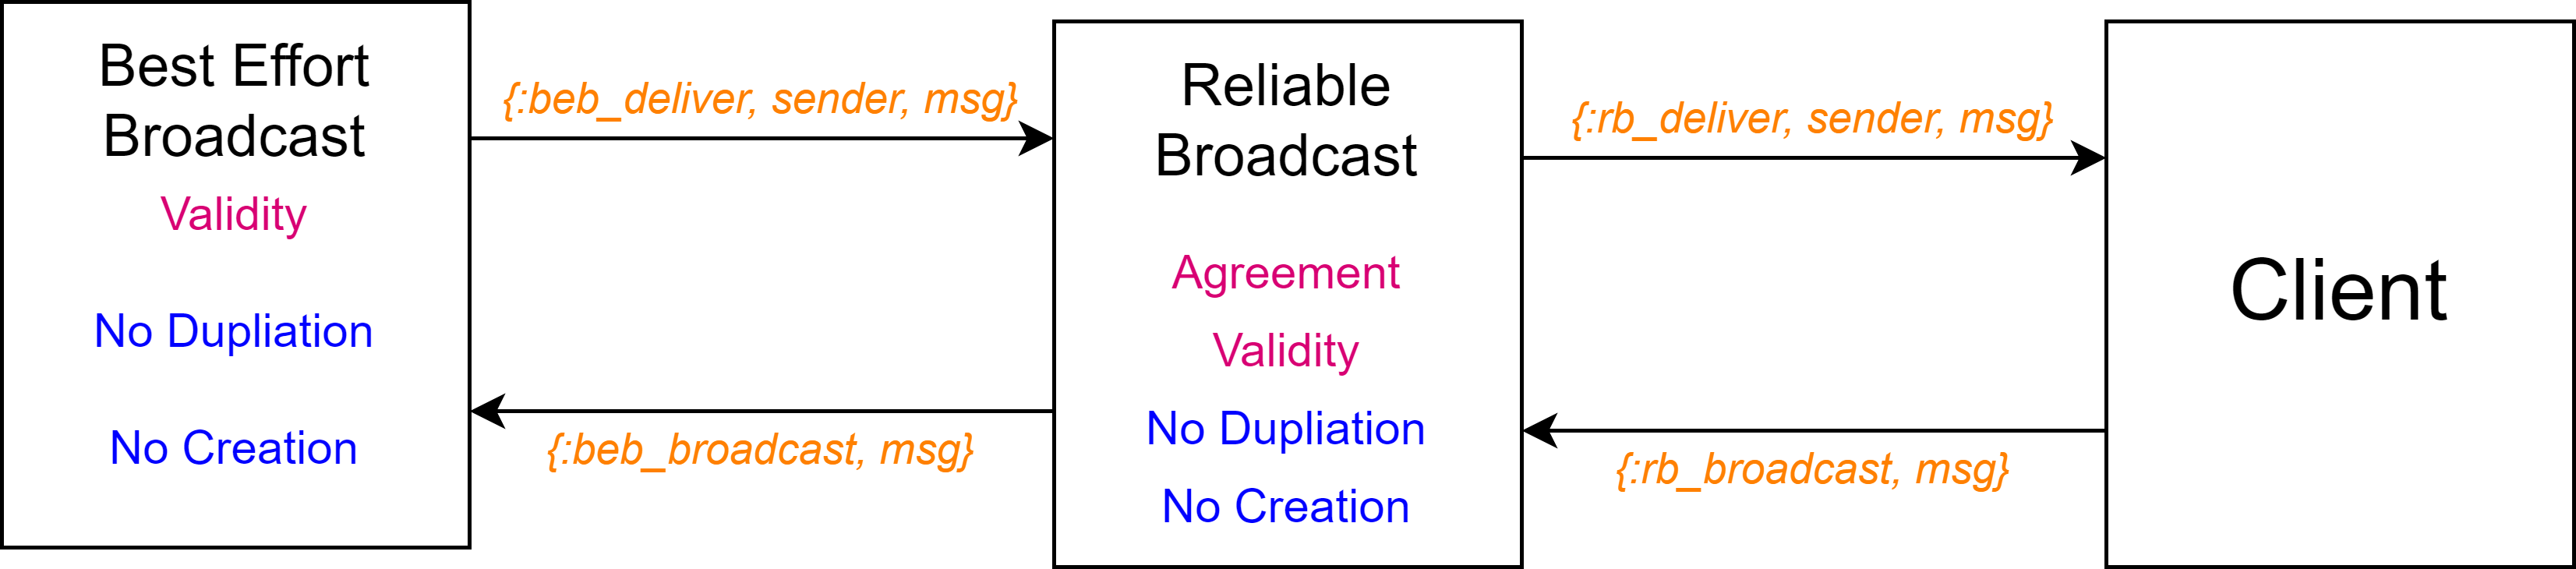 Best Effort
Broadcast
Validity
No Dupliation
No Creation
{:beb_deliver, sender, msg}
{:beb_broadcast, msg}
Reliable
Broadcast
Agreement
Validity
No Dupliation
No Creation
{:rb_deliver, sender, msg}
{:rb_broadcast, msg}
Client